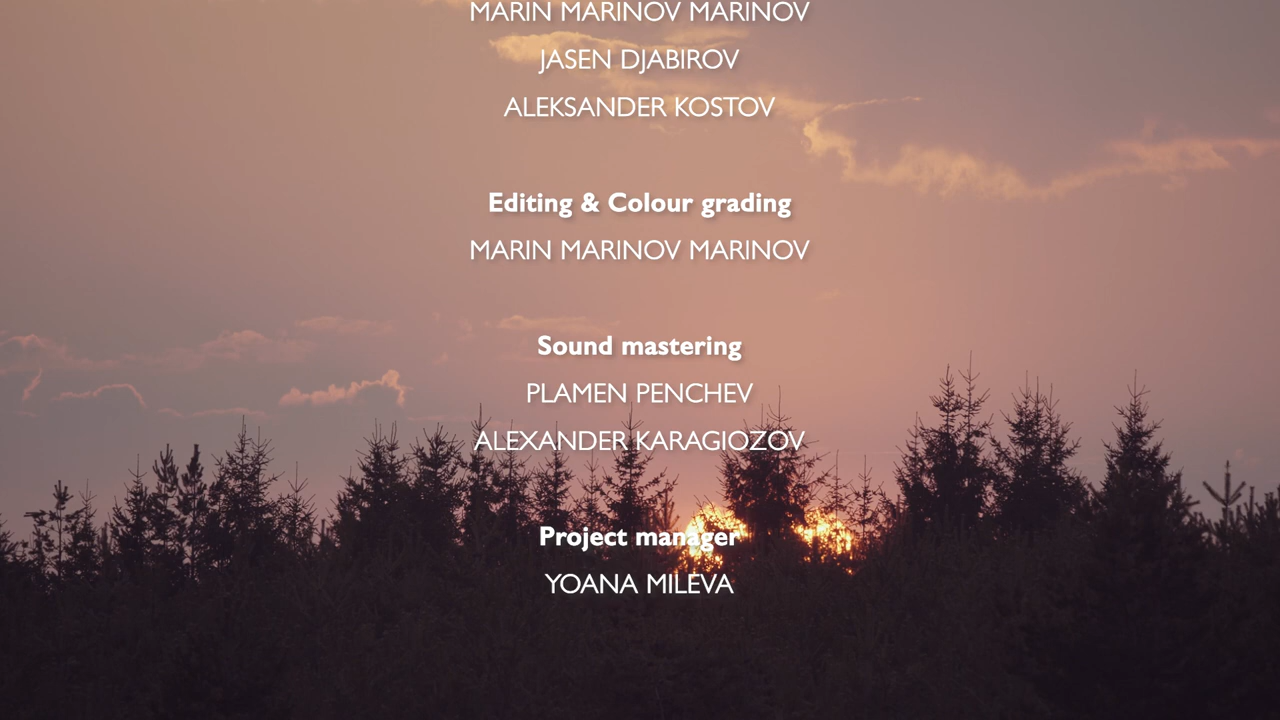 MARIN MARINOV MARINOV
JASEN DJABIROV
ALEKSANDER KOSTOV
Editing & Colour grading
MARIN MARINOV MARINOV
Sound mastering
PLAMEN PENCHEV
ALEXANDER KARAGIOZOV
Project manager
YOANA MILEVA